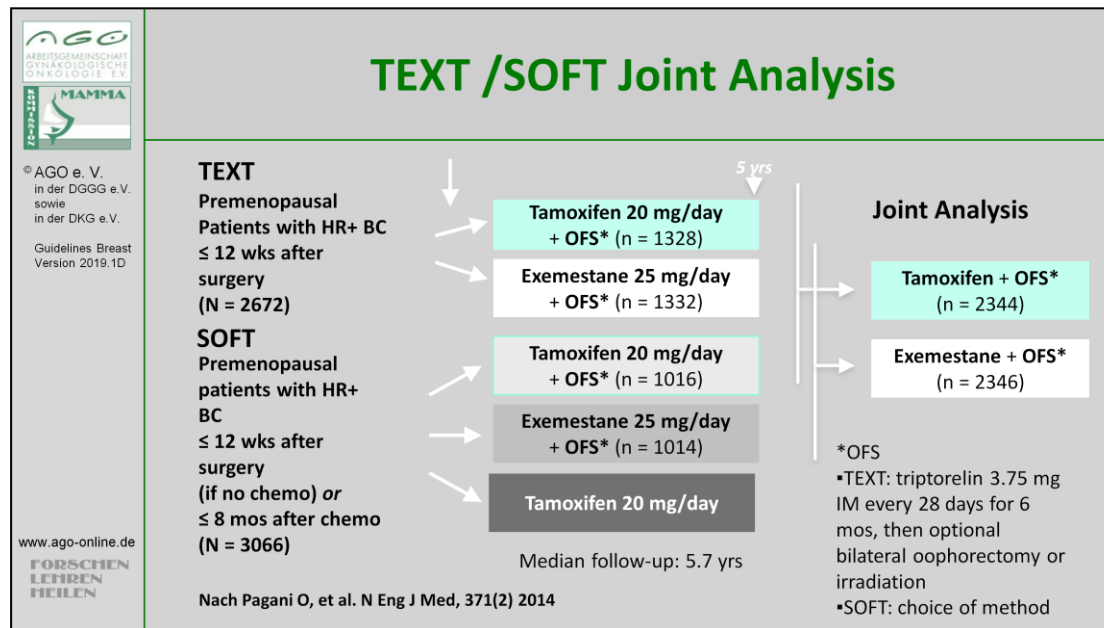 AGO
ARBEITSGEMEINSCHAFT
GYNÄKOLOGISCHE
ONKOLOGIE E.V.
KOMMISSION
MAMMA
© AGO e. V.
in der DGGG e.V.
sowie
in der DKG e.V.
Guidelines Breast
Version 2019.1D
www.ago-online.de
FORSCHEN
LEHREN
HEILEN
TEXT /SOFT Joint Analysis
TEXT
Premenopausal
Patients with HR+ BC
≤ 12 wks after
surgery
(N = 2672)
SOFT
Premenopausal
patients with HR+
BC
≤ 12 wks after
surgery
(if no chemo) or
≤ 8 mos after chemo
(N = 3066)
5 yrs
Tamoxifen 20 mg/day
+ OFS* (n = 1328)
Exemestane 25 mg/day
+ OFS* (n = 1332)
Tamoxifen 20 mg/day
+ OFS* (n = 1016)
Exemestane 25 mg/day
+ OFS* (n = 1014)
Tamoxifen 20 mg/day
Median follow-up: 5.7 yrs
Joint Analysis
Tamoxifen + OFS*
(n = 2344)
Exemestane + OFS*
(n = 2346)
*OFS
▪TEXT: triptorelin 3.75 mg
IM every 28 days for 6
mos, then optional
bilateral oophorectomy or
irradiation
▪SOFT: choice of method
Nach Pagani O, et al. N Eng J Med, 371(2) 2014